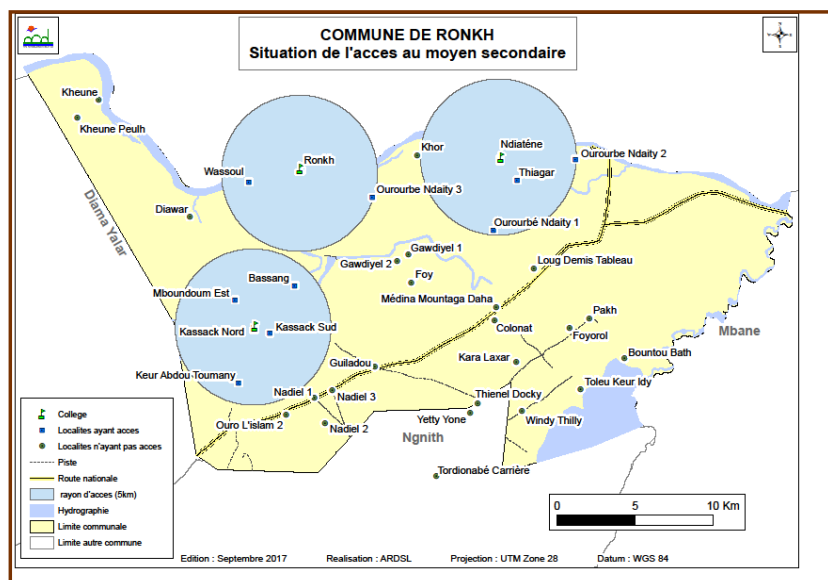 COMMUNE DE RONKH
Situation de l'acces au moyen secondaire
Kheune
Kheune Peulh
Khor
Ndiaténe
Ourourbe Ndaity 2
Ronkh
Wassoul
Thiagar
Ourourbe Ndaity 3
Diama Yalar
Diawar
Ourourbé Ndaity 1
Gawdiyel 1
Gawdiyel 2
Loug Demis Tableau
Foy
Bassang
Mboundoum Est
Médina Mountaga Daha
Pakh
Kassack Nord
Kassack Sud
Colonat
Foyorol
Mbane
Kara Laxar
Bountou Bath
Guiladou
Keur Abdou Toumany
Toleu Keur Idy
Nadiel 1
Nadiel 3
Thienel Docky
Ouro L'islam 2
Nadiel 2
Yetty Yone
Windy Thilly
Ngnith
Tordionabé Carrière
College
Localites ayant acces
Localites n'ayant pas acces
Piste
Route nationale
rayon d'acces (5km)
Hydrographie
Limite communale
Limite autre commune
0 5 10 Km
Edition : Septembre 2017 Realisation : ARDSL Projection : UTM Zone 28 Datum : WGS 84